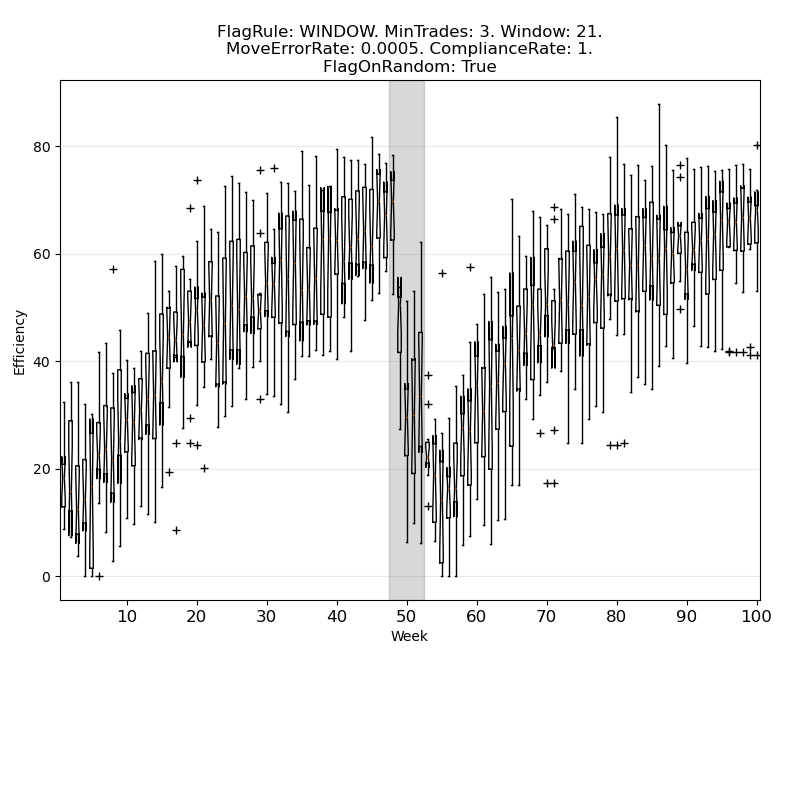 FlagRule: WINDOW. MinTrades: 3. Window: 21.
MoveErrorRate: 0.0005. ComplianceRate: 1.
FlagOnRandom: True
80
60
40
20
0
Efficiency
10 20 30 40 50 60 70 80 90 100
Week